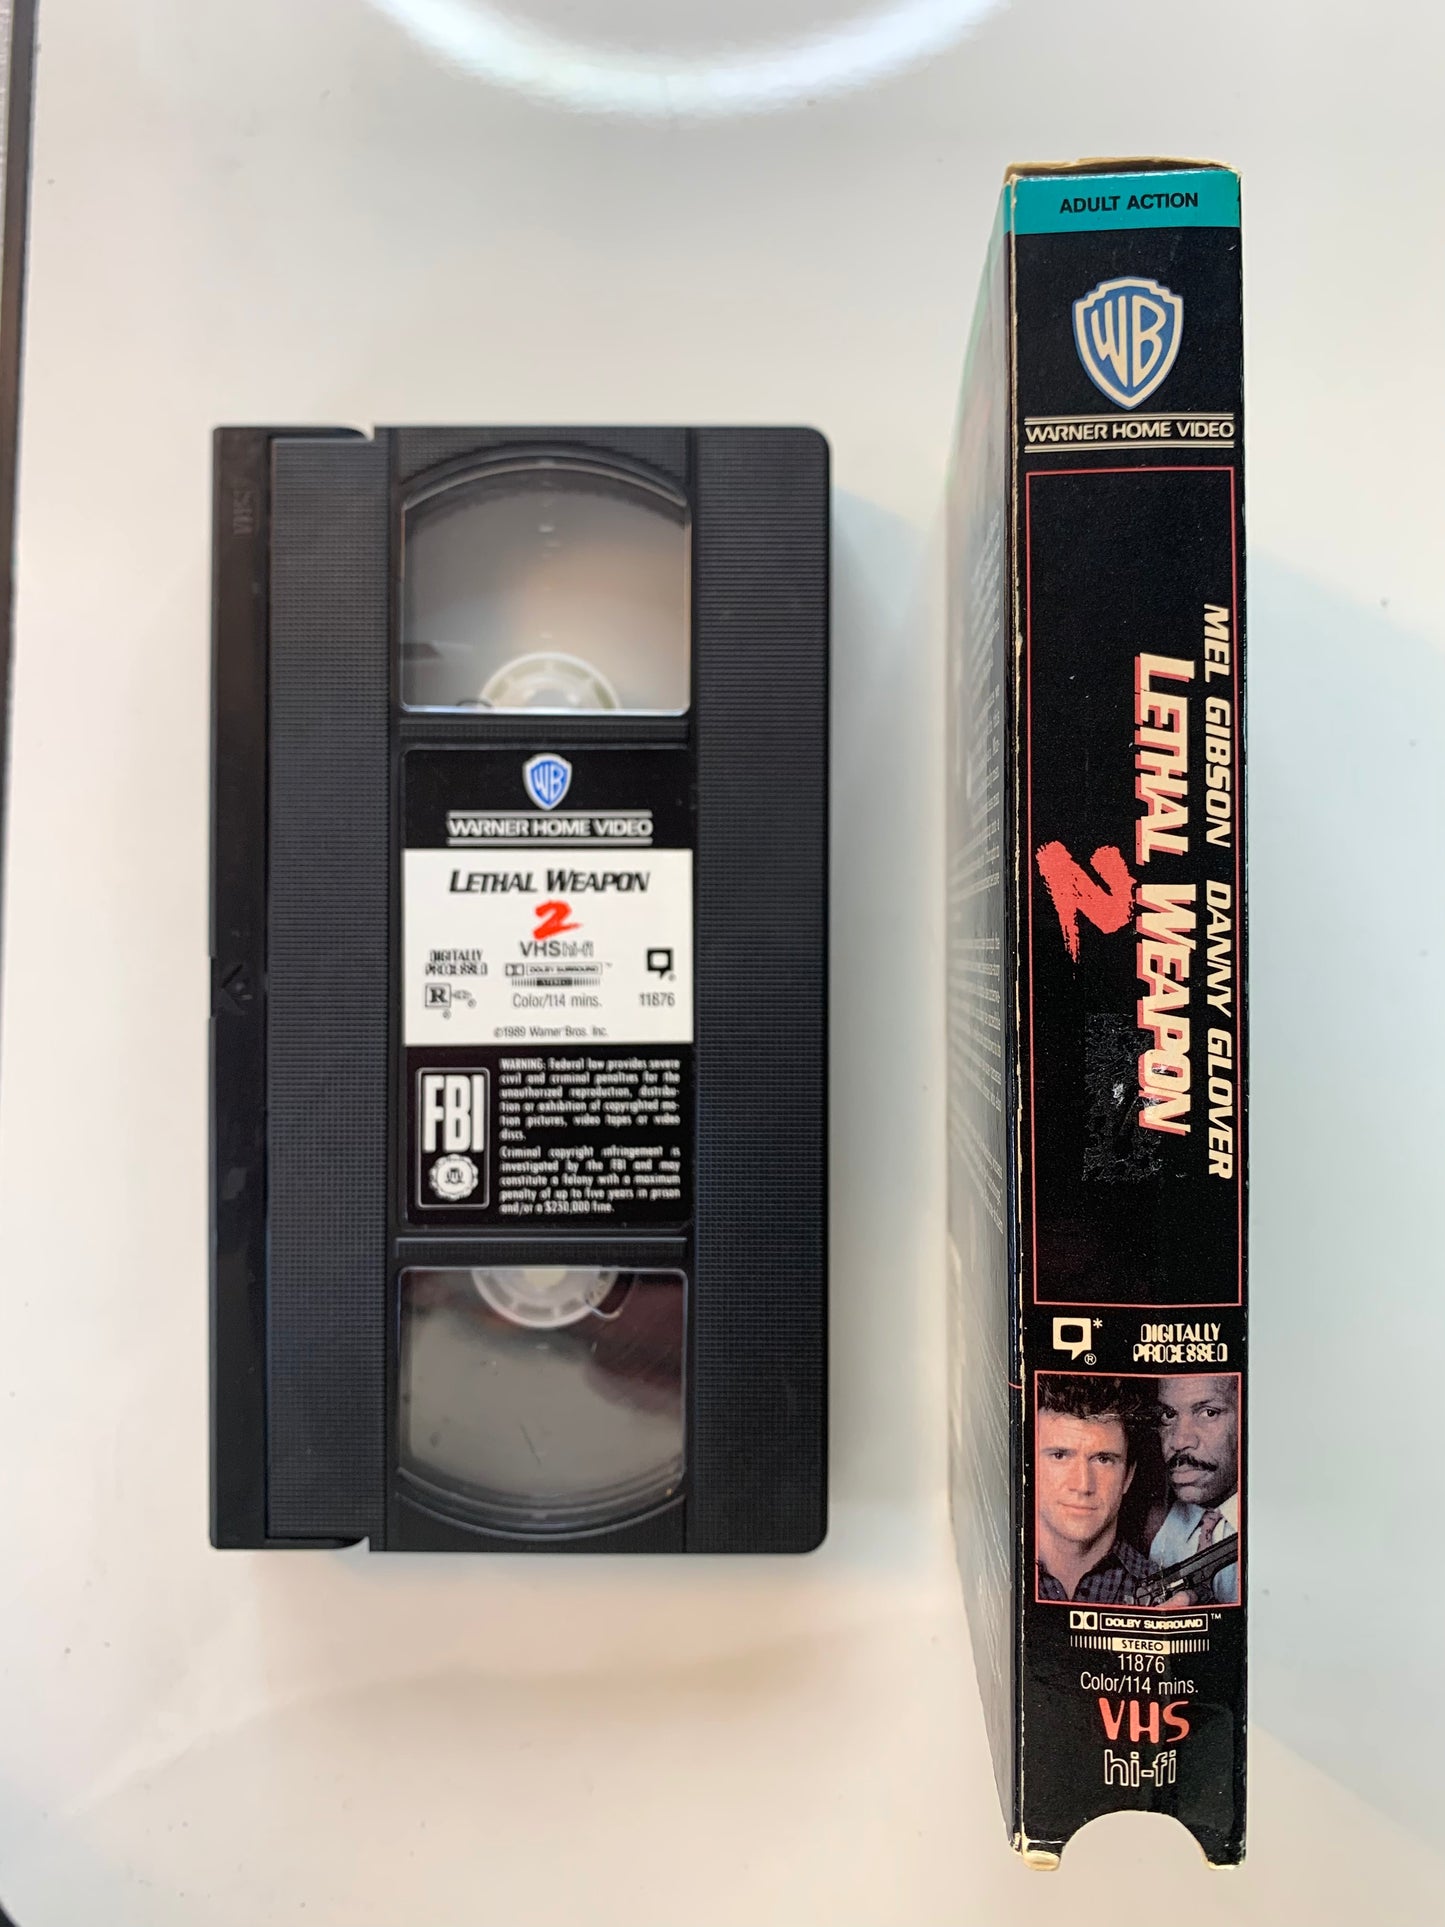 VHS
WB
WARNER HOME VIDEO
LETHAL WEAPON
2
VHS hi-fi
DIGITALLY
PROCESSED
DOLBY SURROUND™
STEREO
R
Color/114 mins.
11876
©1989 Warner Bros. Inc.
FBI
WARNING: Federal law provides severe
civil and criminal penalties for the
unauthorized reproduction, distribu-
tion or exhibition of copyrighted mo-
tion pictures, video tapes or video
discs.
Criminal copyright infringement is
investigated by the FBI and may
constitute a felony with a maximum
penalty of up to five years in prison
and/or a $250,000 fine.
ADULT ACTION
WB
WARNER HOME VIDEO
MEL GIBSON DANNY GLOVER
LETHAL WEAPON
2
*
®
DIGITALLY
PROCESSED
DOLBY SURROUND™
STEREO
11876
Color/114 mins.
VHS
hi-fi